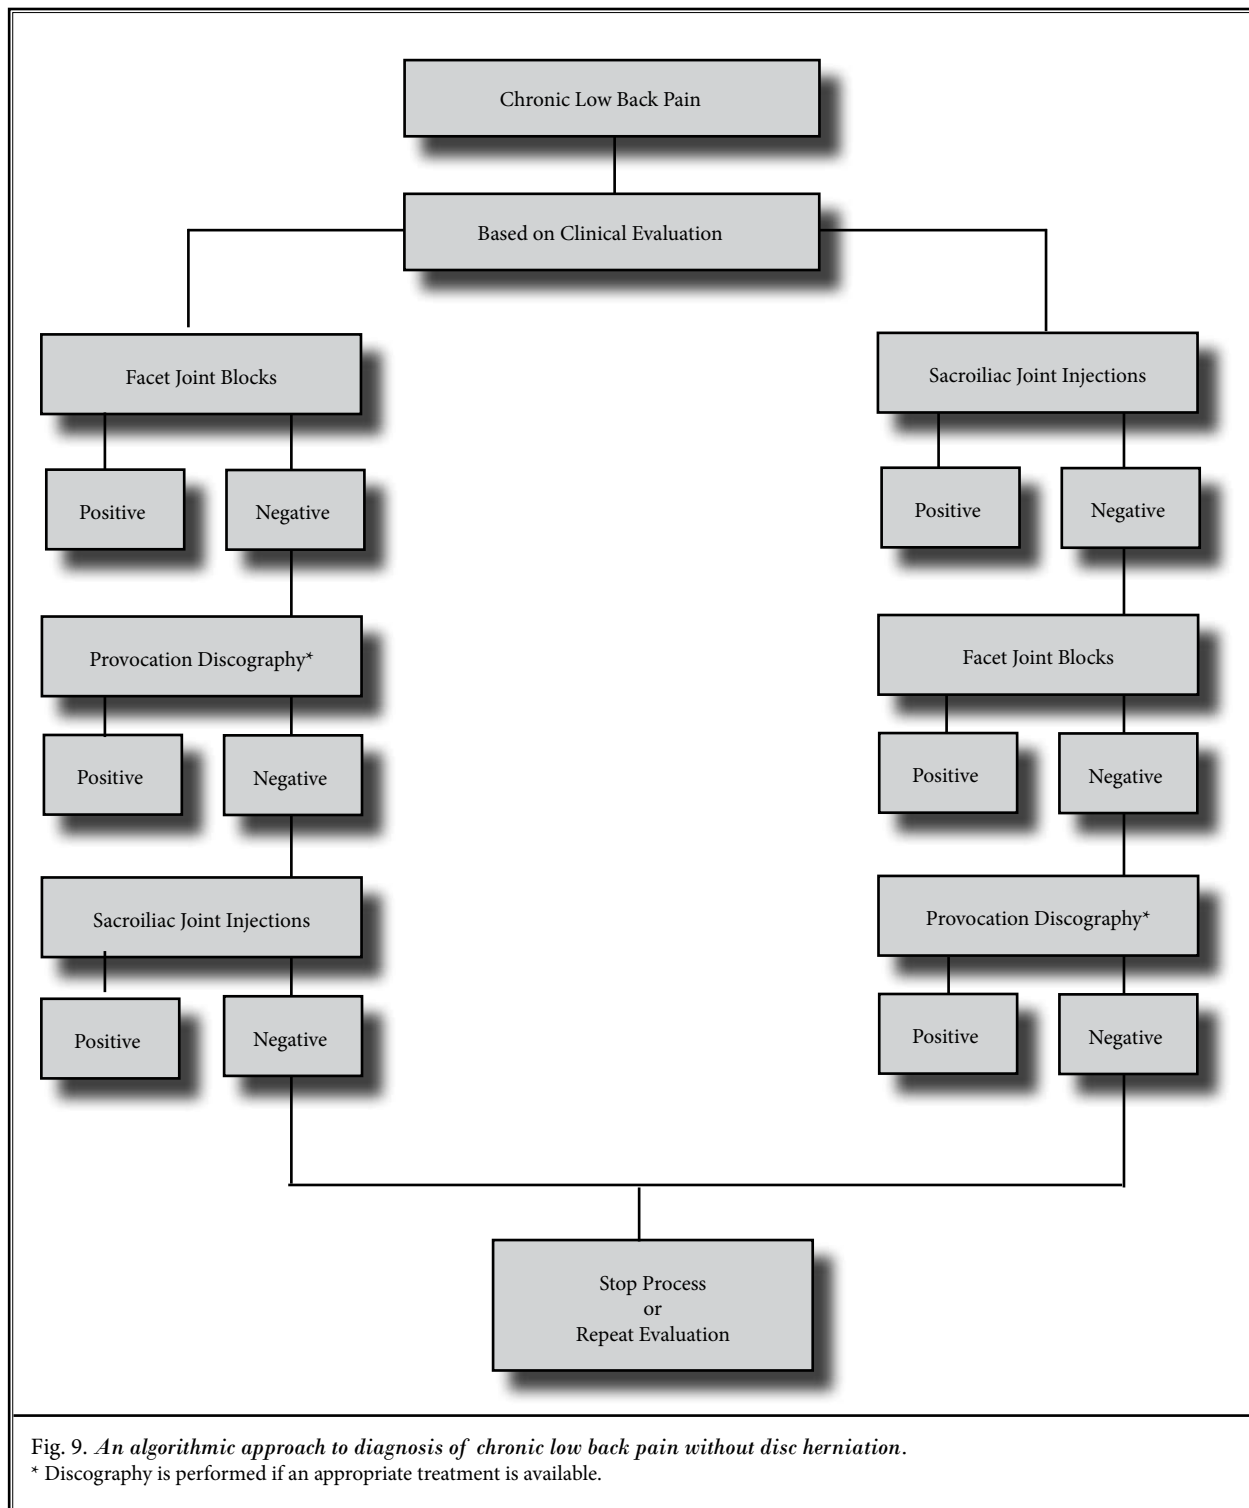 Chronic Low Back Pain
Based on Clinical Evaluation
Facet Joint Blocks
Positive
Negative
Provocation Discography*
Positive
Negative
Sacroiliac Joint Injections
Positive
Negative
Sacroiliac Joint Injections
Positive
Negative
Facet Joint Blocks
Positive
Negative
Provocation Discography*
Positive
Negative
Stop Process
or
Repeat Evaluation
Fig. 9. An algorithmic approach to diagnosis of chronic low back pain without disc herniation.
* Discography is performed if an appropriate treatment is available.